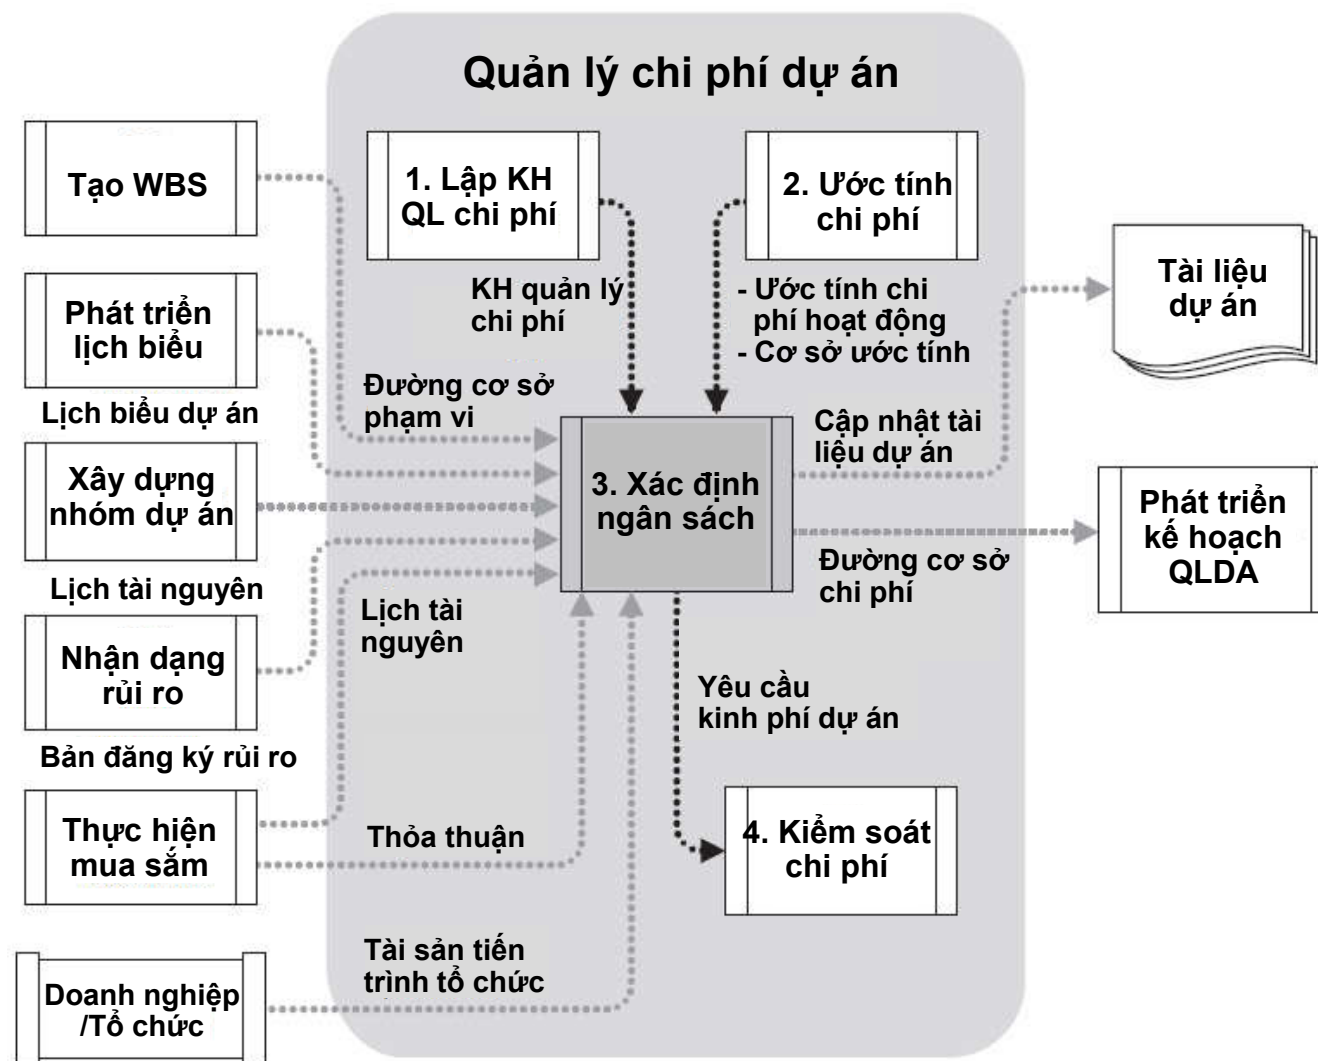 Quản lý chi phí dự án
Tạo WBS
1. Lập KH
QL chi phí
2. Ước tính
chi phí
Phát triển
lịch biểu
Lịch biểu dự án
KH quản lý
chi phí
- Ước tính chi
phí hoạt động
- Cơ sở ước tính
Tài liệu
dự án
Đường cơ sở
phạm vi
Cập nhật tài
liệu dự án
Xây dựng
nhóm dự án
Lịch tài nguyên
3. Xác định
ngân sách
Phát triển
kế hoạch
QLDA
Đường cơ sở
chi phí
Lịch tài
nguyên
Nhận dạng
rủi ro
Bản đăng ký rủi ro
Yêu cầu
kinh phí dự án
Thực hiện
mua sắm
Thỏa thuận
4. Kiểm soát
chi phí
Tài sản tiến
trình tổ chức
Doanh nghiệp
/Tổ chức